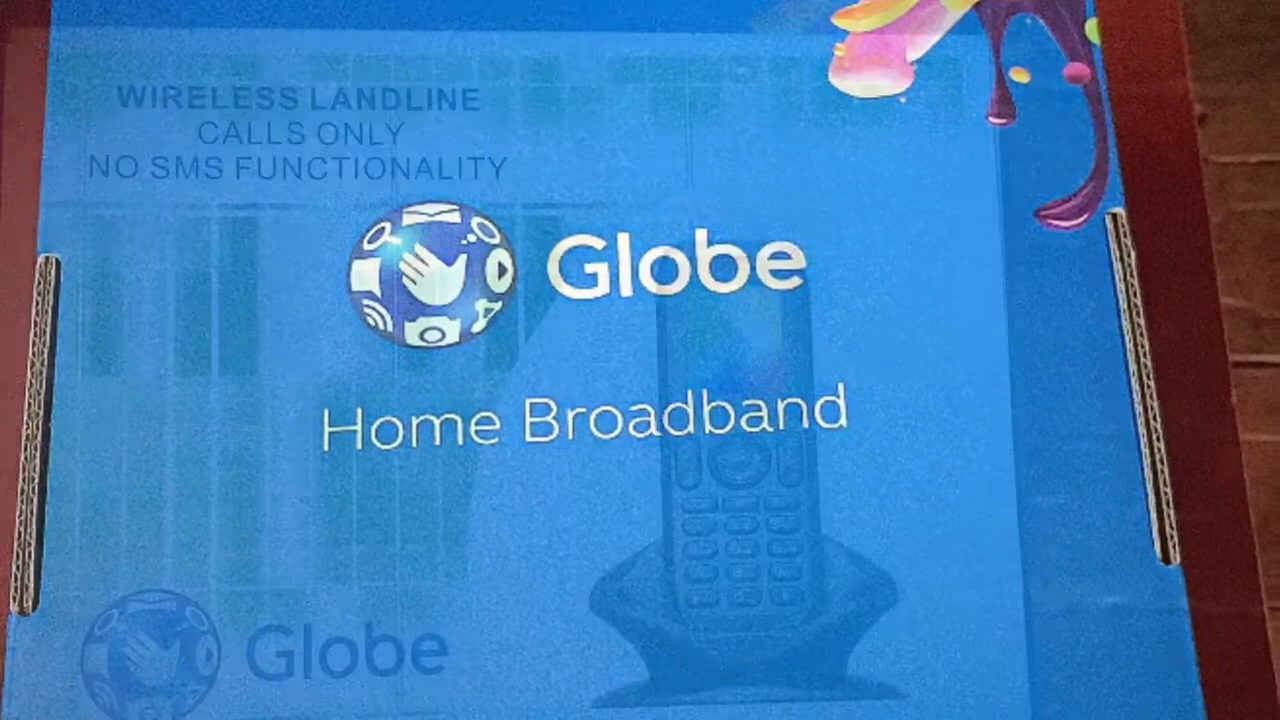 WIRELESS LANDLINE
CALLS ONLY
NO SMS FUNCTIONALITY
Globe
Home Broadband
Globe